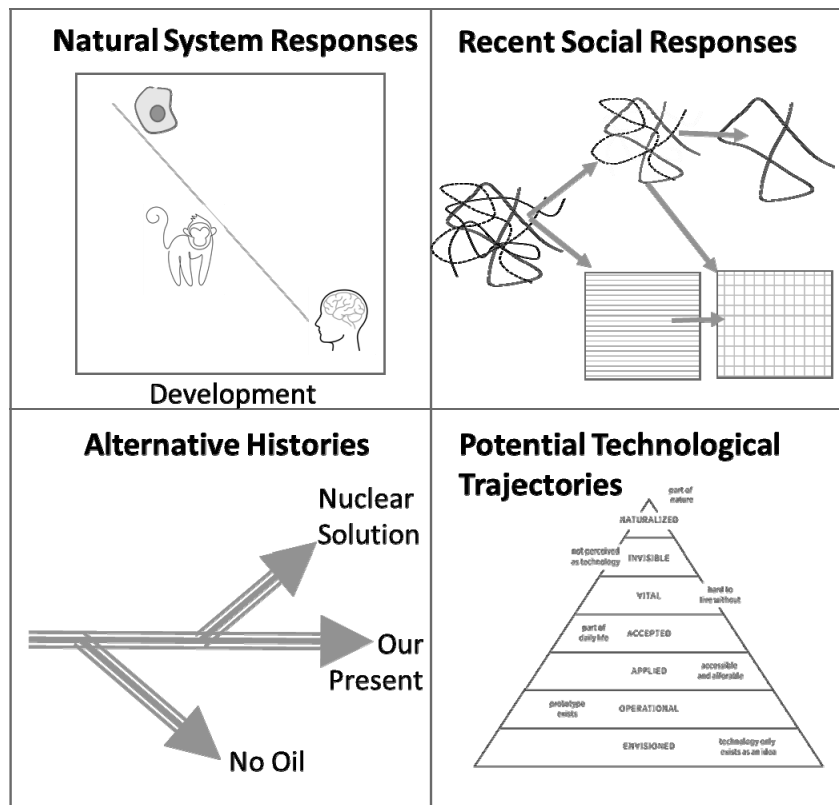 Natural System Responses
Development
Recent Social Responses
Alternative Histories
Nuclear
Solution
Our
Present
No Oil
Potential Technological
Trajectories
part of
nature
NATURALIZED
not perceived
as technology
INVISIBLE
VITAL
hard to
live without
part of
daily life
ACCEPTED
APPLIED
accessible
and afforable
prototype
exists
OPERATIONAL
ENVISIONED
technology only
exists as an idea